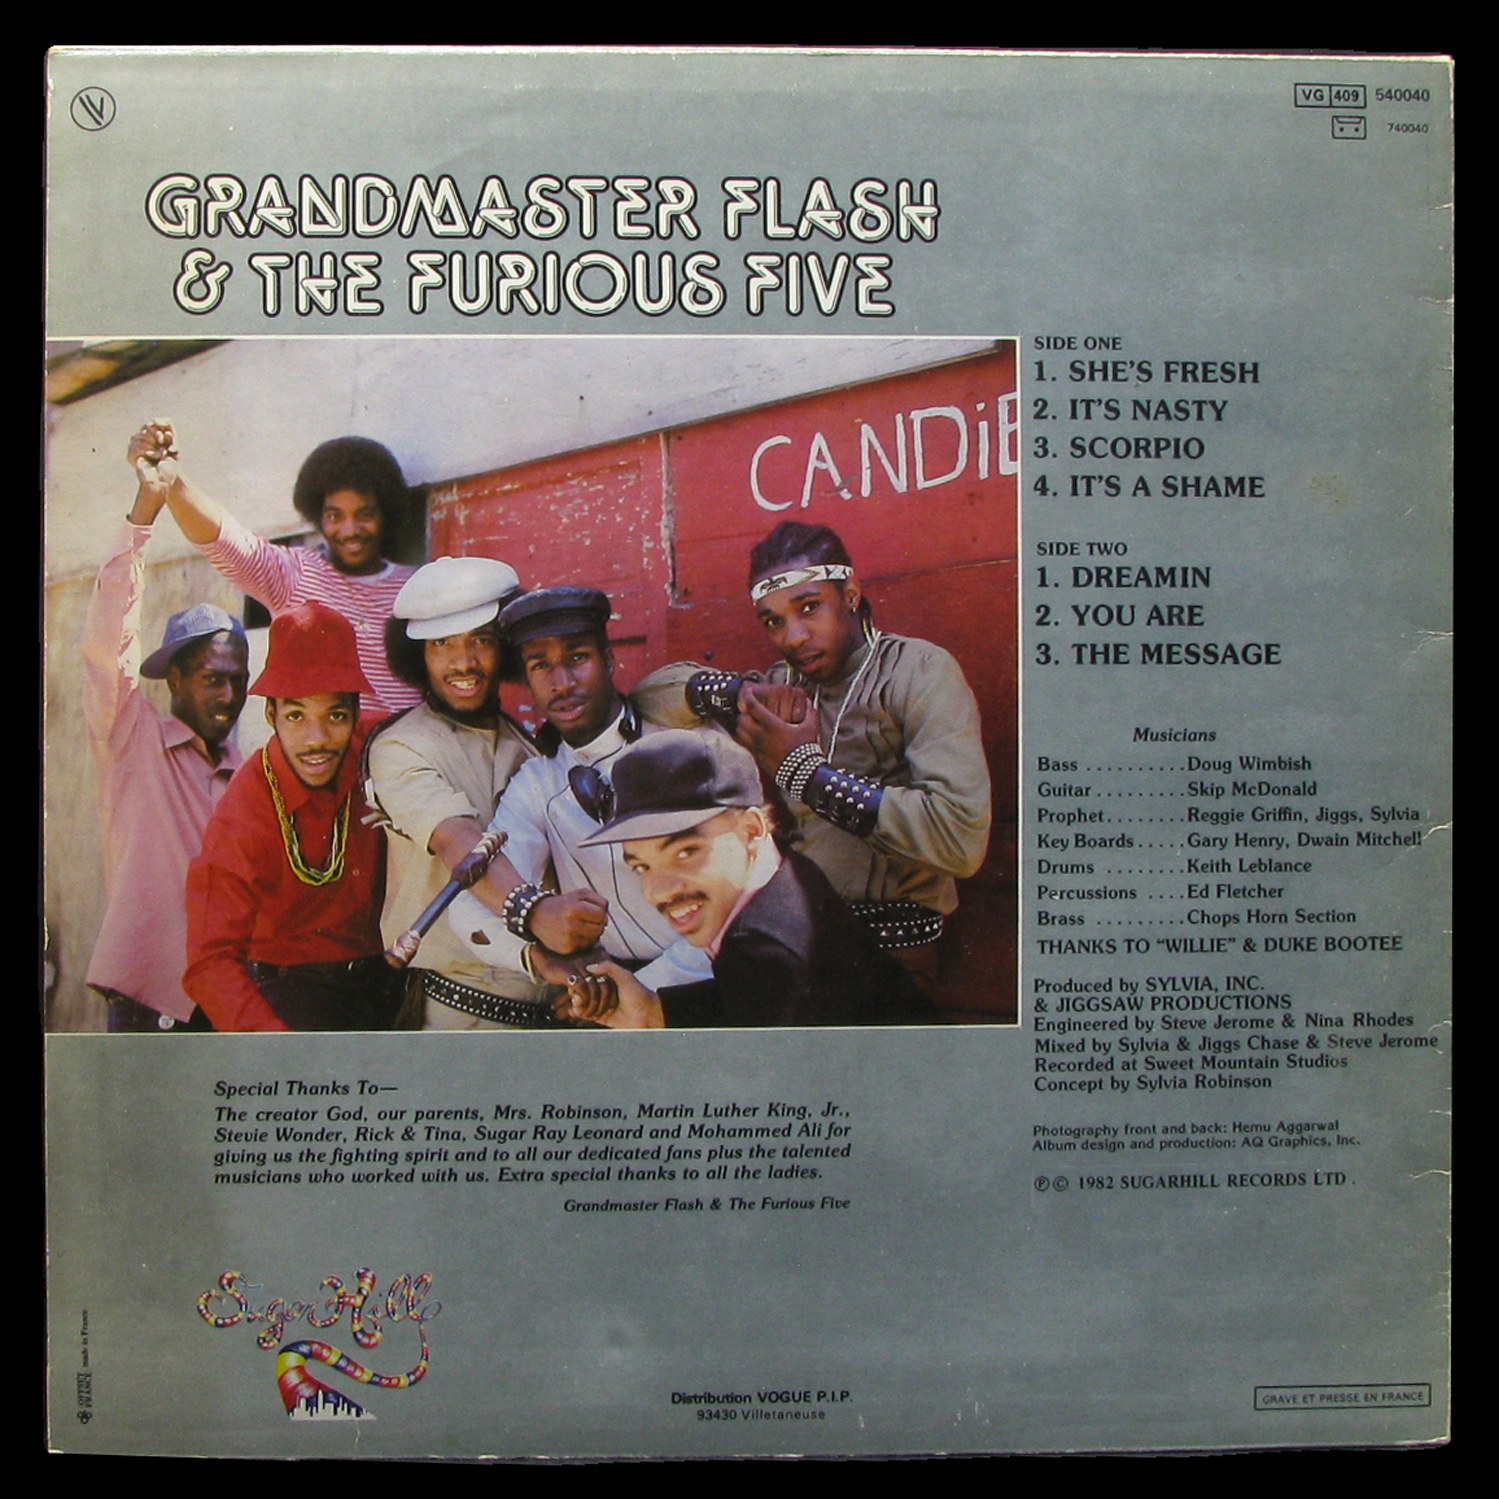 VG 409 540040
740040
GRANDMASTER FLASH
& THE FURIOUS FIVE
CANDiE
SIDE ONE
1. SHE'S FRESH
2. IT'S NASTY
3. SCORPIO
4. IT'S A SHAME
SIDE TWO
1. DREAMIN
2. YOU ARE
3. THE MESSAGE
Musicians
Bass ..........Doug Wimbish
Guitar .........Skip McDonald
Prophet........Reggie Griffin, Jiggs, Sylvia
Key Boards.....Gary Henry, Dwain Mitchell
Drums ........Keith Leblance
Percussions ....Ed Fletcher
Brass .........Chops Horn Section
THANKS TO "WILLIE" & DUKE BOOTEE
Produced by SYLVIA, INC.
& JIGGSAW PRODUCTIONS
Engineered by Steve Jerome & Nina Rhodes
Mixed by Sylvia & Jiggs Chase & Steve Jerome
Recorded at Sweet Mountain Studios
Concept by Sylvia Robinson
Photography front and back: Hemu Aggarwal
Album design and production: AQ Graphics, Inc.
℗© 1982 SUGARHILL RECORDS LTD .
Special Thanks To—
The creator God, our parents, Mrs. Robinson, Martin Luther King, Jr.,
Stevie Wonder, Rick & Tina, Sugar Ray Leonard and Mohammed Ali for
giving us the fighting spirit and to all our dedicated fans plus the talented
musicians who worked with us. Extra special thanks to all the ladies.
Grandmaster Flash & The Furious Five
Sugar Hill
made in France
OFFSET
FRANCE
Distribution VOGUE P.I.P.
93430 Villetaneuse
GRAVE ET PRESSE EN FRANCE